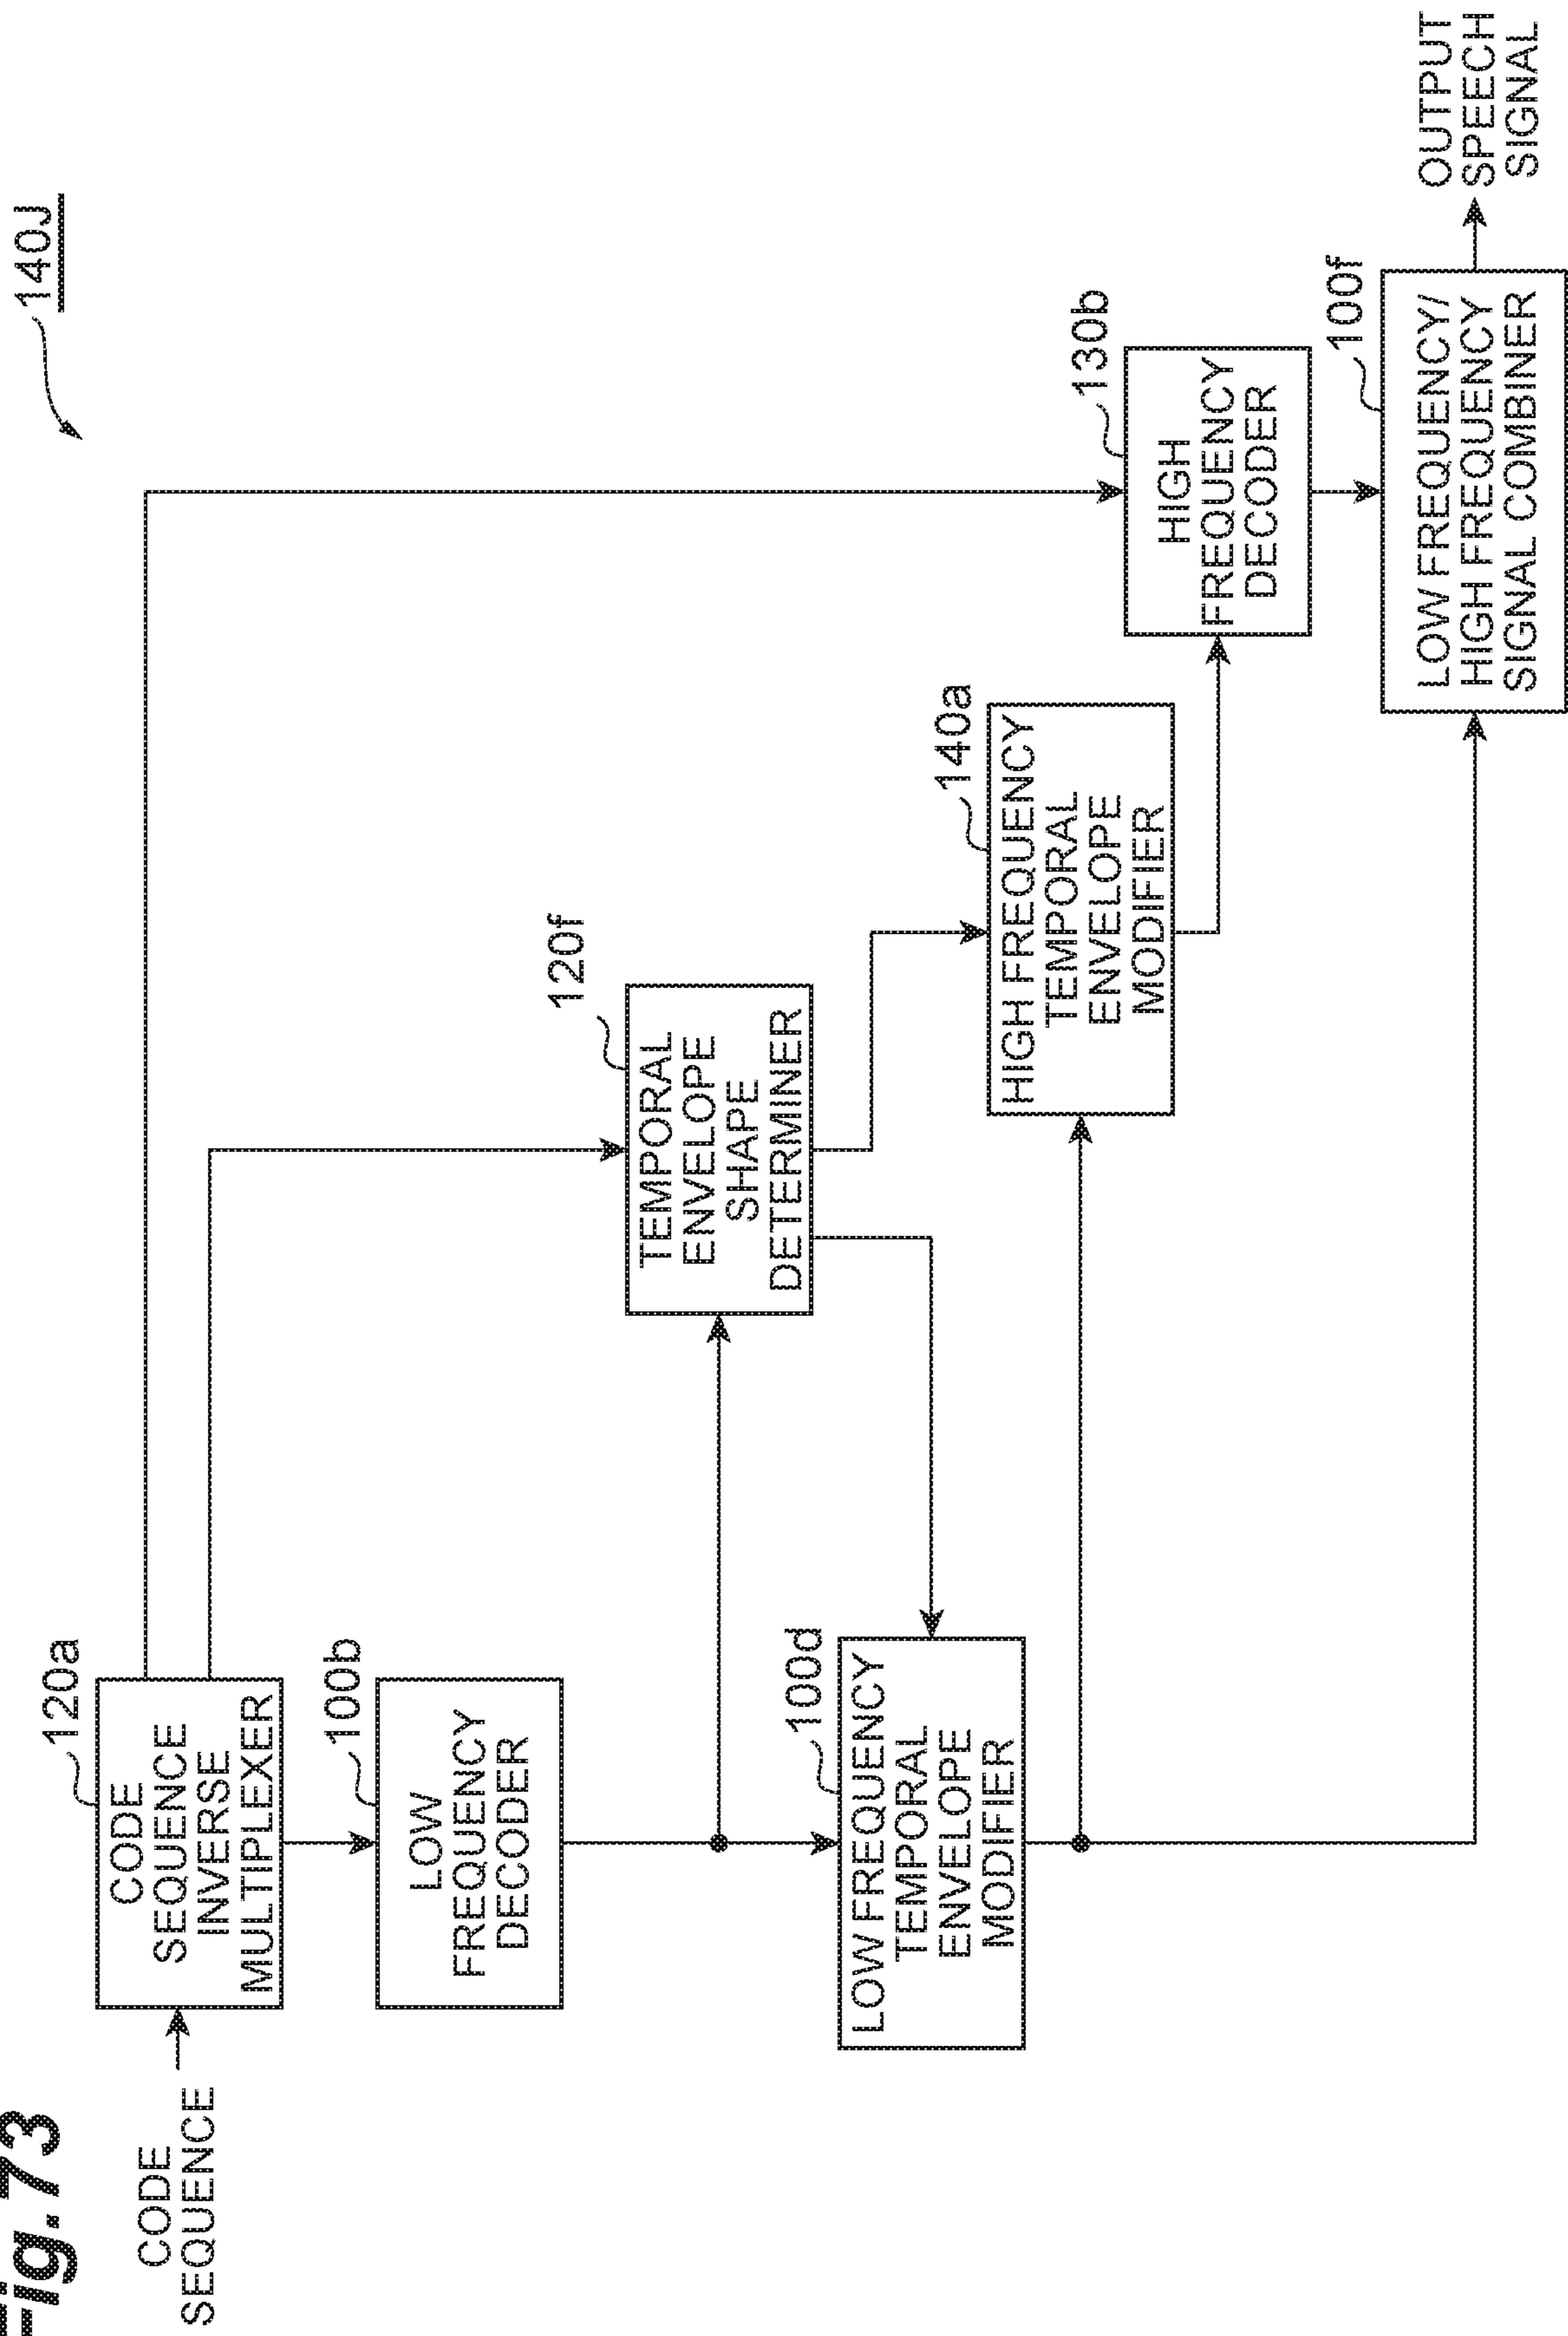 Fig.73
140J
CODE
SEQUENCE
120a
CODE
SEQUENCE
INVERSE
MULTIPLEXER
100b
LOW
FREQUENCY
DECODER
120f
TEMPORAL
ENVELOPE
SHAPE
DETERMINER
100d
LOW FREQUENCY
TEMPORAL
ENVELOPE
MODIFIER
140a
HIGH FREQUENCY
TEMPORAL
ENVELOPE
MODIFIER
130b
HIGH
FREQUENCY
DECODER
100f
LOW FREQUENCY/
HIGH FREQUENCY
SIGNAL COMBINER
OUTPUT
SPEECH
SIGNAL